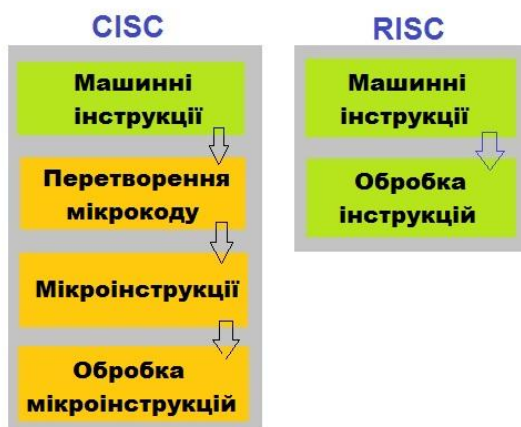 CISC
Машинні
інструкції
Перетворення
мікрокоду
Мікроінструкції
Обробка
мікроінструкцій
RISC
Машинні
інструкції
Обробка
інструкцій